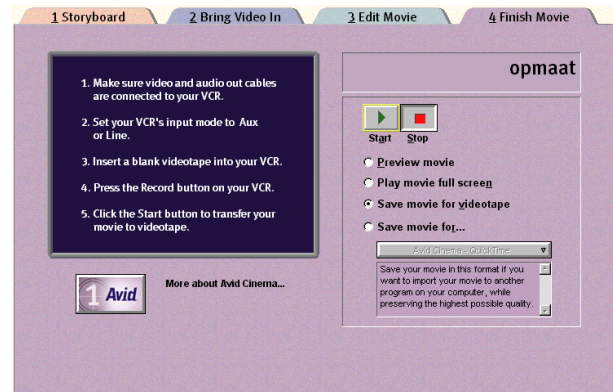 1 Storyboard
2 Bring Video In
3 Edit Movie
4 Finish Movie
1. Make sure video and audio out cables
are connected to your VCR.
2. Set your VCR's input mode to Aux
or Line.
3. Insert a blank videotape into your VCR.
4. Press the Record button on your VCR.
5. Click the Start button to transfer your
movie to videotape.
1 Avid
More about Avid Cinema...
opmaat
Start Stop
Preview movie
Play movie full screen
Save movie for videotape
Save movie for...
Avid Cinema - QuickTime
Save your movie in this format if you
want to import your movie to another
program on your computer, while
preserving the highest possible quality.